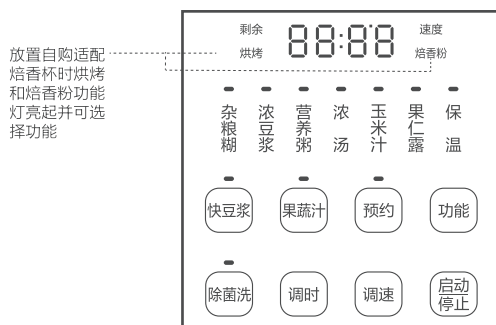 剩余
88:88
速度
烘烤
焙香粉
放置自购适配
焙香杯时烘烤
和焙香粉功能
灯亮起并可选
择功能
杂粮糊
浓豆浆
营养粥
浓汤
玉米汁
果仁露
保温
快豆浆
果蔬汁
预约
功能
除菌洗
调时
调速
启动
停止